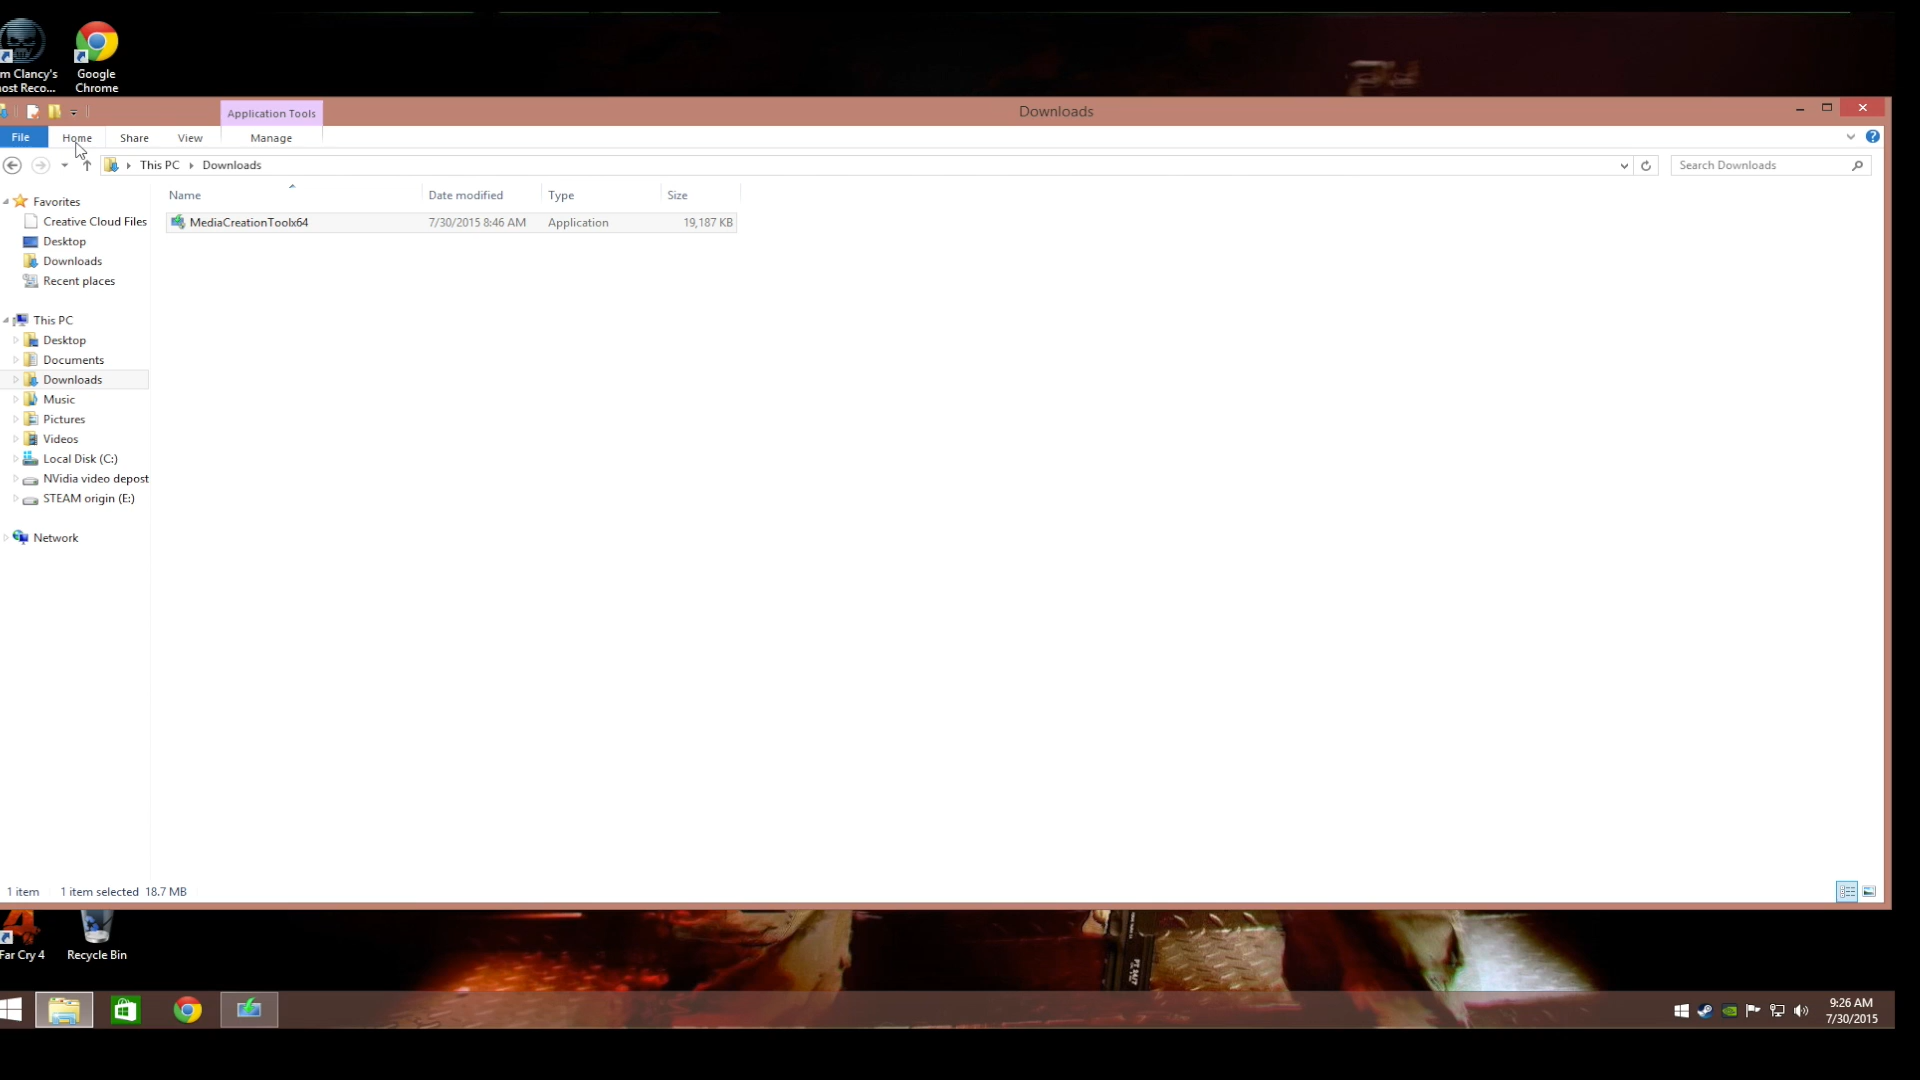 m Clancy's
ost Reco...
Google
Chrome
Application Tools
Downloads
File
Home
Share
View
Manage
This PC
Downloads
Search Downloads
Name
Date modified
Type
Size
MediaCreationToolx64
7/30/2015 8:46 AM
Application
19,187 KB
Favorites
Creative Cloud Files
Desktop
Downloads
Recent places
This PC
Desktop
Documents
Downloads
Music
Pictures
Videos
Local Disk (C:)
NVidia video depost
STEAM origin (E:)
Network
1 item
1 item selected 18.7 MB
Far Cry 4
Recycle Bin
9:26 AM
7/30/2015